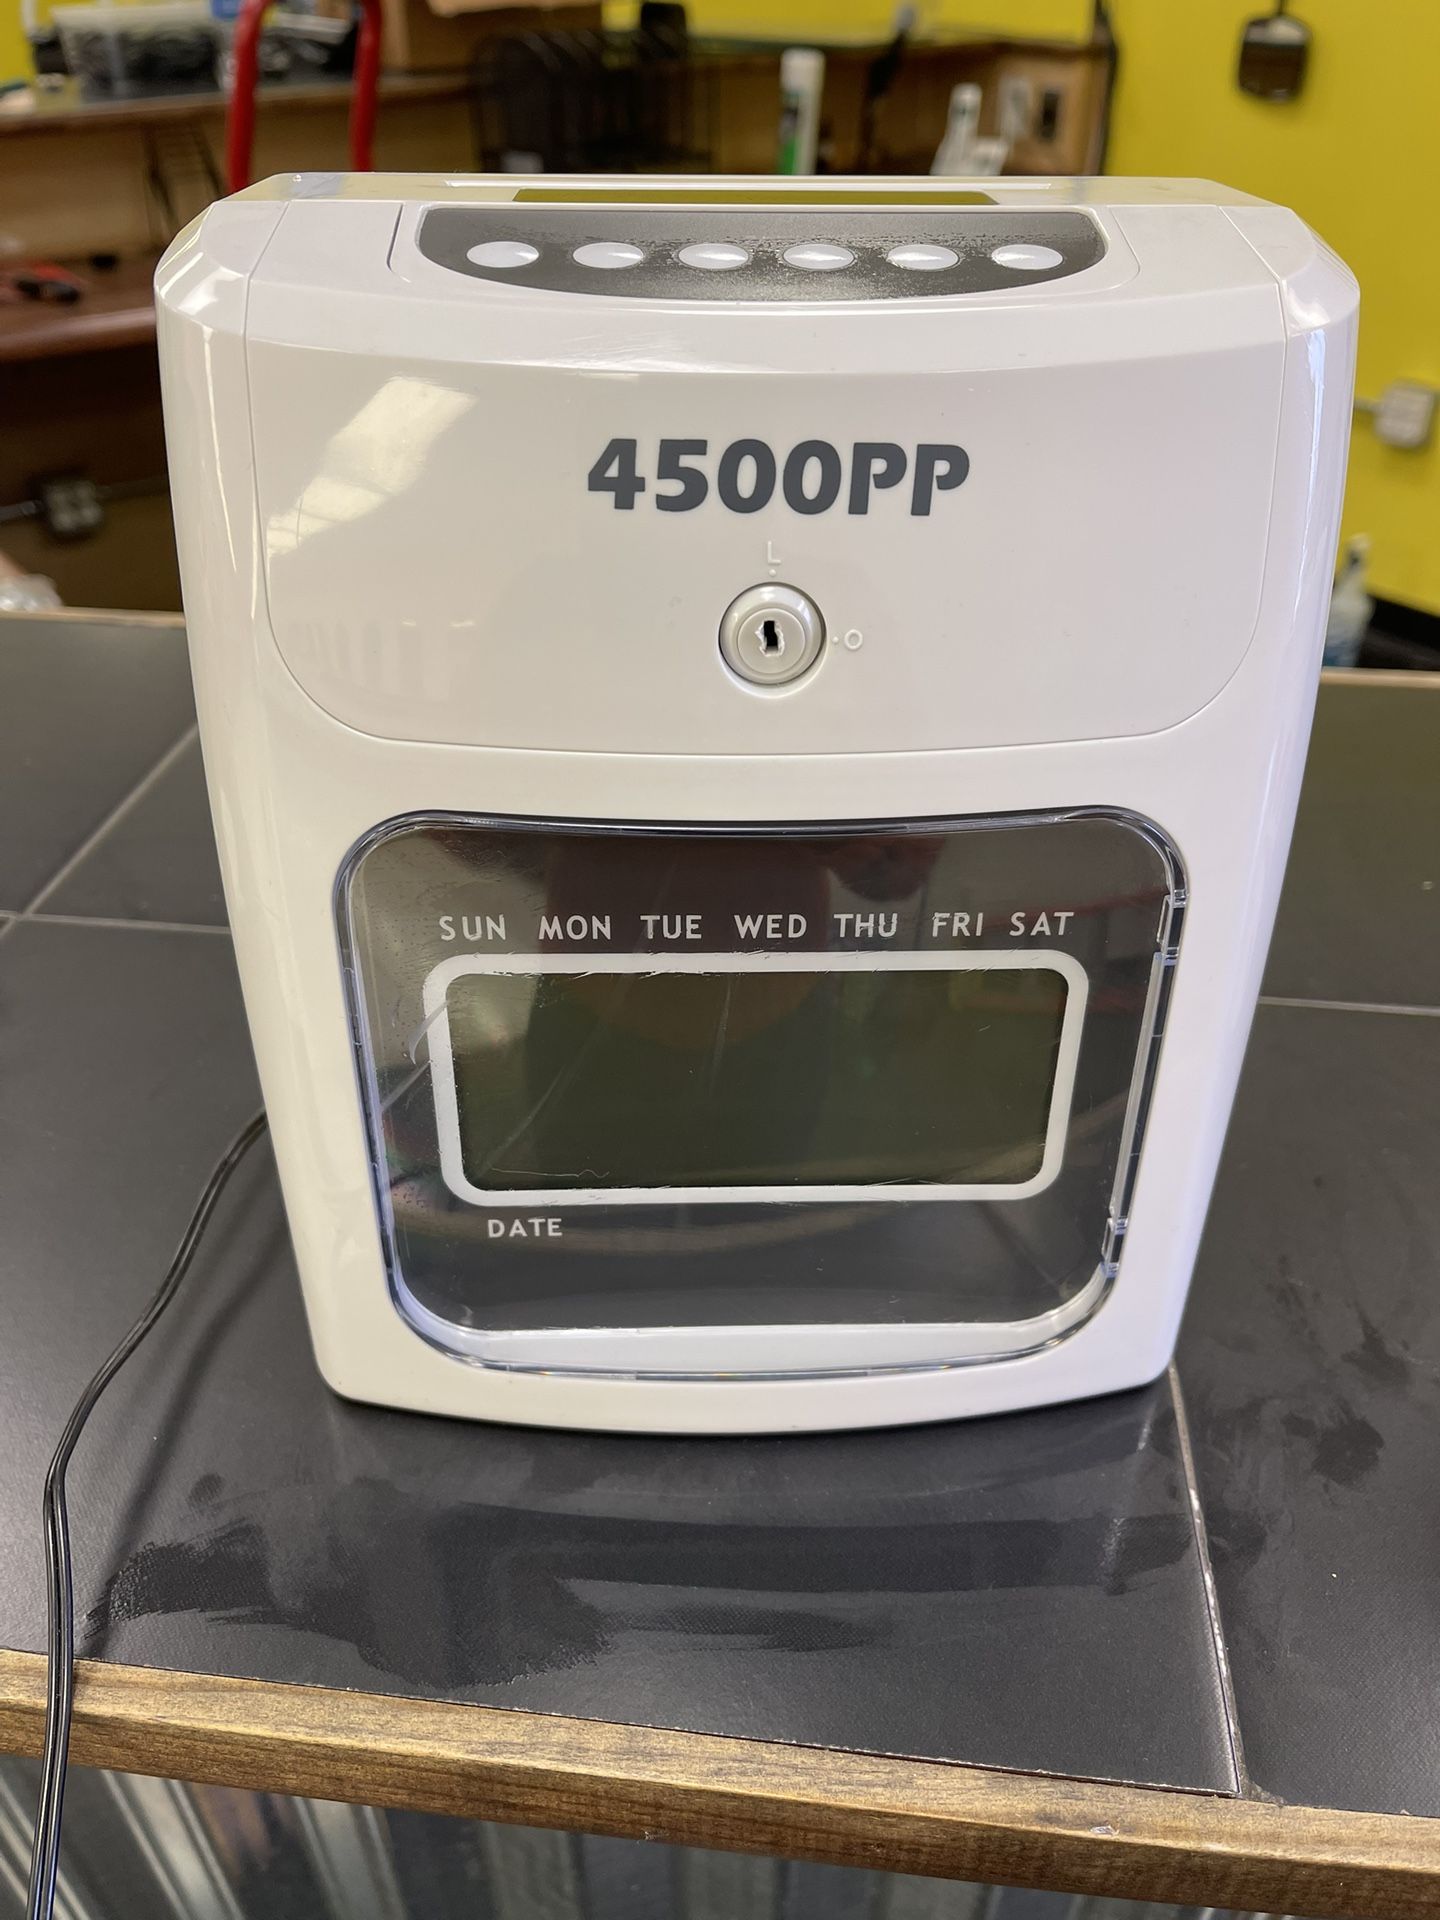 4500PP
L
O
SUN MON TUE WED THU FRI SAT
DATE